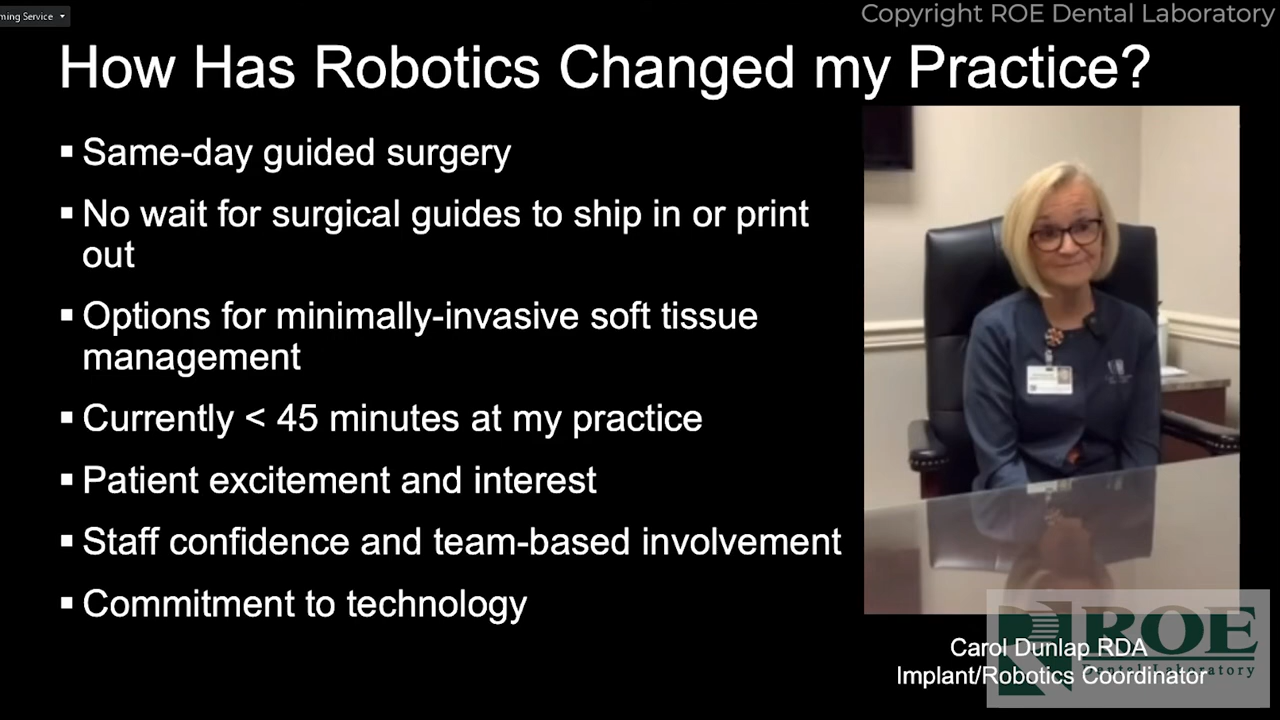 ming Service
Copyright ROE Dental Laboratory
How Has Robotics Changed my Practice?
▪ Same-day guided surgery
▪ No wait for surgical guides to ship in or print
out
▪ Options for minimally-invasive soft tissue
management
▪ Currently < 45 minutes at my practice
▪ Patient excitement and interest
▪ Staff confidence and team-based involvement
▪ Commitment to technology
Carol Dunlap RDA
Implant/Robotics Coordinator
ROE
Dental Laboratory